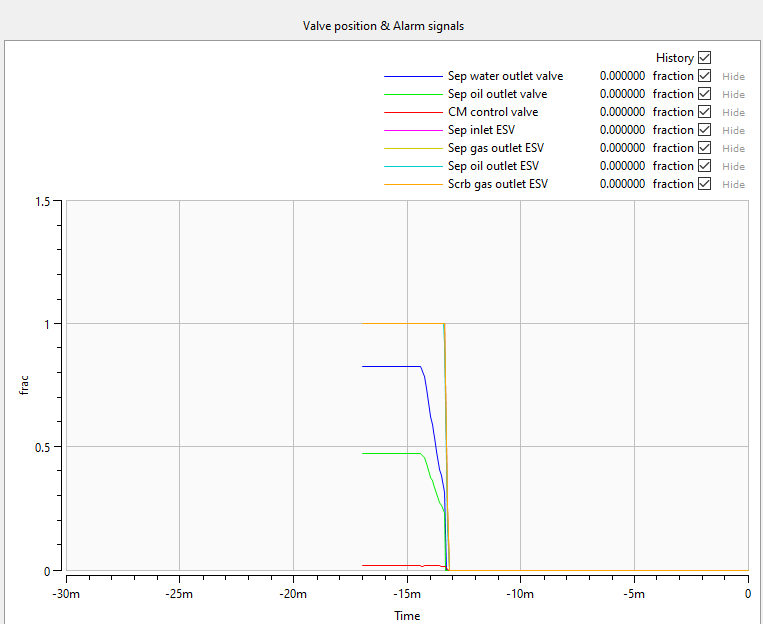 Valve position & Alarm signals
History
Sep water outlet valve 0.000000 fraction Hide
Sep oil outlet valve 0.000000 fraction Hide
CM control valve 0.000000 fraction Hide
Sep inlet ESV 0.000000 fraction Hide
Sep gas outlet ESV 0.000000 fraction Hide
Sep oil outlet ESV 0.000000 fraction Hide
Scrb gas outlet ESV 0.000000 fraction Hide
1.5
1
frac
0.5
0
-30m -25m -20m -15m -10m -5m 0
Time